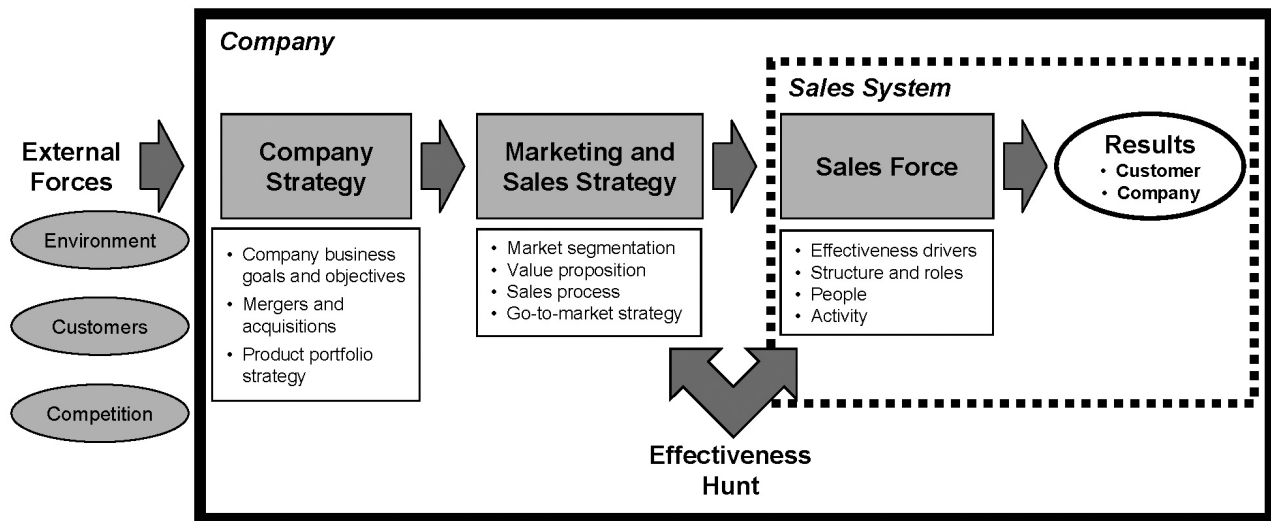 Company
Sales System
External
Forces
Company
Strategy
Marketing and
Sales Strategy
Sales Force
Results
• Customer
• Company
Environment
Customers
Competition
• Company business
goals and objectives
• Mergers and
acquisitions
• Product portfolio
strategy
• Market segmentation
• Value proposition
• Sales process
• Go-to-market strategy
• Effectiveness drivers
• Structure and roles
• People
• Activity
Effectiveness
Hunt